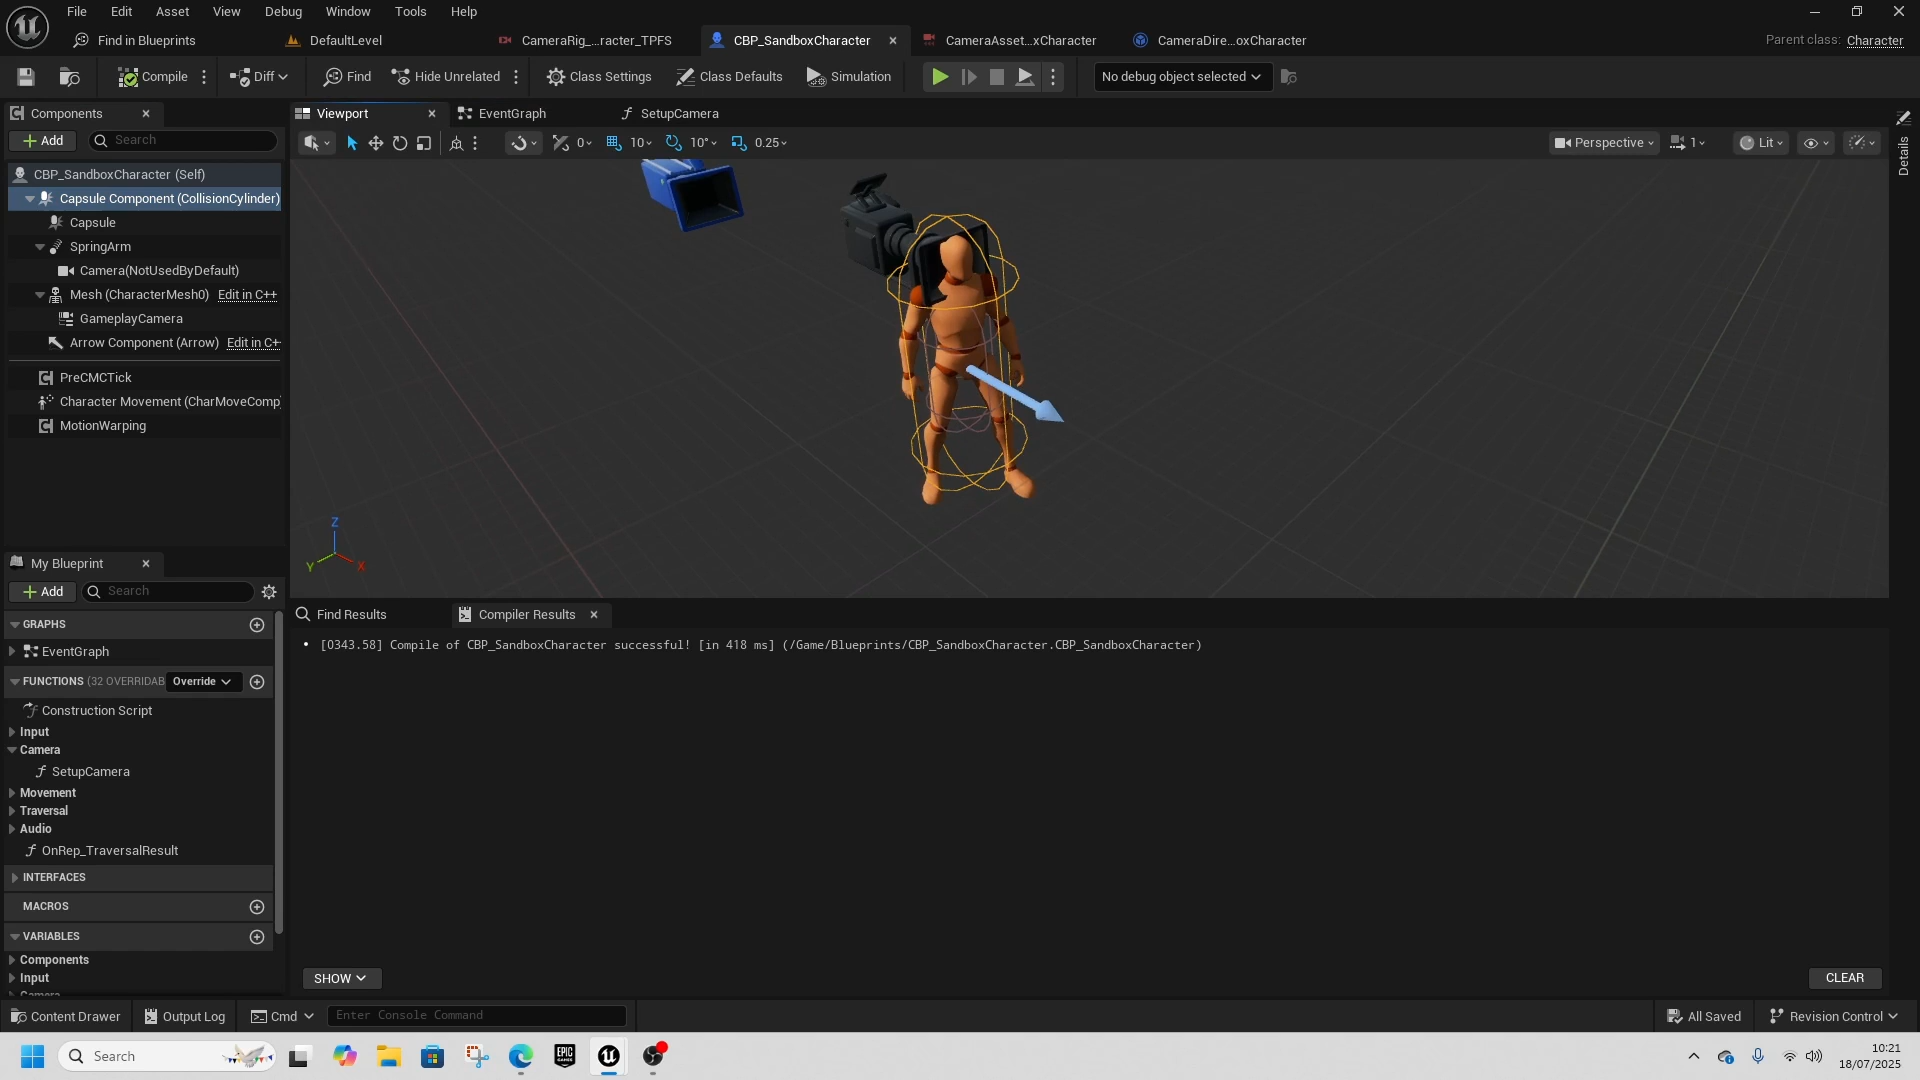 File Edit Asset View Debug Window Tools Help
Find in Blueprints
DefaultLevel
CameraRig_...racter_TPFS
CBP_SandboxCharacter
CameraAsset...xCharacter
CameraDire...oxCharacter
Parent class: Character
Compile
Diff
Find
Hide Unrelated
Class Settings
Class Defaults
Simulation
No debug object selected
Components
Viewport
EventGraph
SetupCamera
Add
Search
0
10
10°
0.25
Perspective
1
Lit
Details
CBP_SandboxCharacter (Self)
Capsule Component (CollisionCylinder)
Capsule
SpringArm
Camera(NotUsedByDefault)
Mesh (CharacterMesh0) Edit in C++
GameplayCamera
Arrow Component (Arrow) Edit in C+
PreCMCTick
Character Movement (CharMoveComp)
MotionWarping
Z
Y
X
My Blueprint
Add
Search
GRAPHS
EventGraph
FUNCTIONS (32 OVERRIDAB Override
Construction Script
Input
Camera
SetupCamera
Movement
Traversal
Audio
OnRep_TraversalResult
INTERFACES
MACROS
VARIABLES
Components
Input
Camera
Find Results
Compiler Results
[0343.58] Compile of CBP_SandboxCharacter successful! [in 418 ms] (/Game/Blueprints/CBP_SandboxCharacter.CBP_SandboxCharacter)
SHOW
CLEAR
Content Drawer
Output Log
Cmd
Enter Console Command
All Saved
Revision Control
Search
EPIC GAMES
10:21
18/07/2025